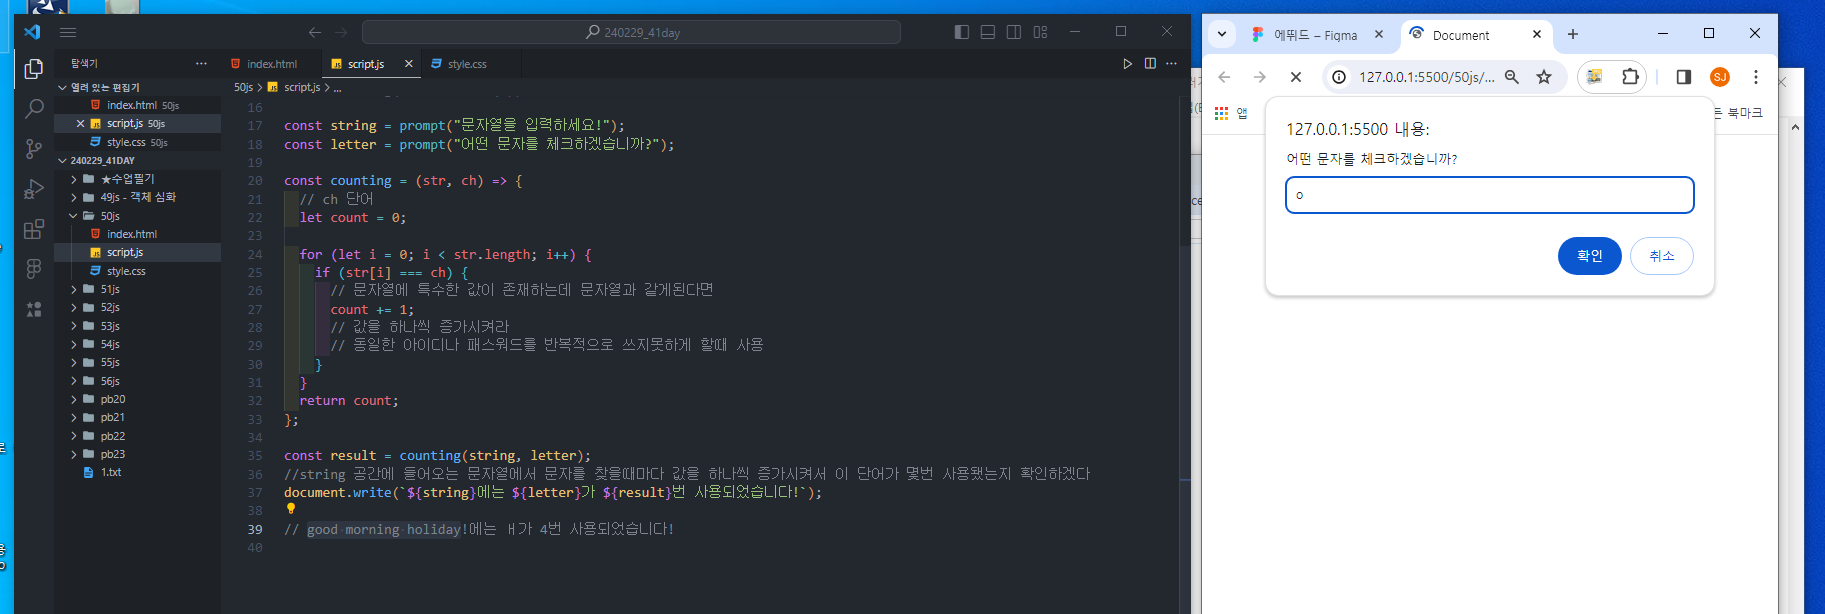 240229_41day
탐색기
열려 있는 편집기
index.html 50js
script.js 50js
style.css 50js
240229_41DAY
★수업필기
49js - 객체 심화
50js
index.html
script.js
style.css
51js
52js
53js
54js
55js
56js
pb20
pb21
pb22
pb23
1.txt
index.html
script.js
style.css
50js > script.js > ...
16
17 const string = prompt("문자열을 입력하세요!");
18 const letter = prompt("어떤 문자를 체크하겠습니까?");
19
20 const counting = (str, ch) => {
21 // ch 단어
22 let count = 0;
23
24 for (let i = 0; i < str.length; i++) {
25 if (str[i] === ch) {
26 // 문자열에 특수한 값이 존재하는데 문자열과 같게된다면
27 count += 1;
28 // 값을 하나씩 증가시켜라
29 // 동일한 아이디나 패스워드를 반복적으로 쓰지못하게 할때 사용
30 }
31 }
32 return count;
33 };
34
35 const result = counting(string, letter);
36 //string 공간에 들어오는 문자열에서 문자를 찾을때마다 값을 하나씩 증가시켜서 이 단어가 몇번 사용됐는지 확인하겠다
37 document.write(`${string}에는 ${letter}가 ${result}번 사용되었습니다!`);
38
39 // good morning holiday!에는 ㅐ가 4번 사용되었습니다!
40
에뛰드 – Figma
Document
127.0.0.1:5500/50js/...
SJ
앱
든 북마크
127.0.0.1:5500 내용:
어떤 문자를 체크하겠습니까?
o
확인
취소